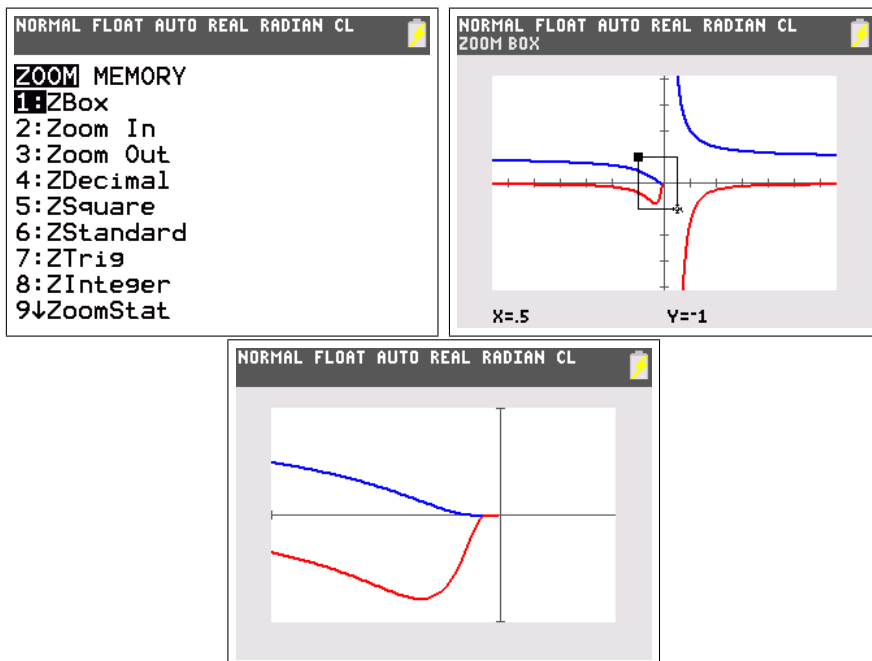 NORMAL FLOAT AUTO REAL RADIAN CL
ZOOM MEMORY
1:ZBox
2:Zoom In
3:Zoom Out
4:ZDecimal
5:ZSquare
6:ZStandard
7:ZTrig
8:ZInteger
9↓ZoomStat
NORMAL FLOAT AUTO REAL RADIAN CL
ZOOM BOX
X=.5 Y=-1
NORMAL FLOAT AUTO REAL RADIAN CL